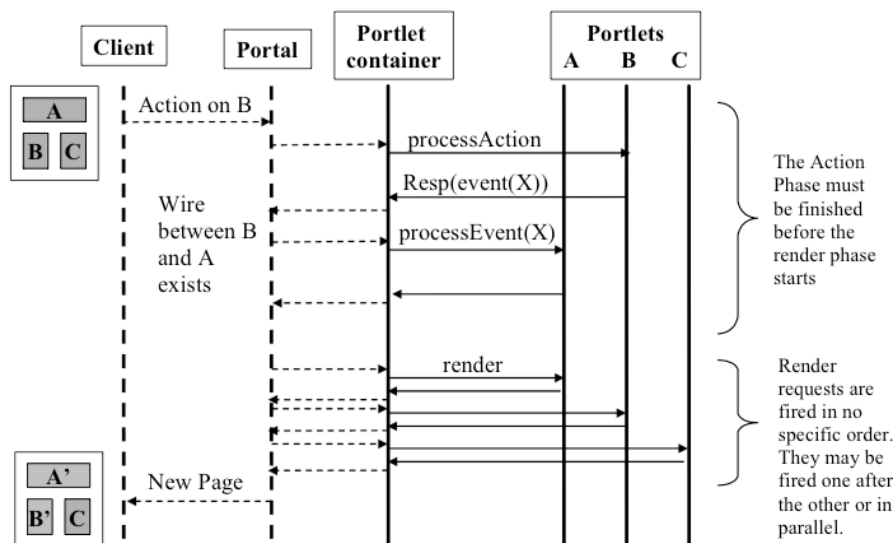 Client
Portal
Portlet
container
Portlets
A B C
A
B C
Action on B
processAction
Resp(event(X))
Wire
between B
and A
exists
processEvent(X)
The Action
Phase must
be finished
before the
render phase
starts
render
Render
requests are
fired in no
specific order.
They may be
fired one after
the other or in
parallel.
A'
B' C
New Page